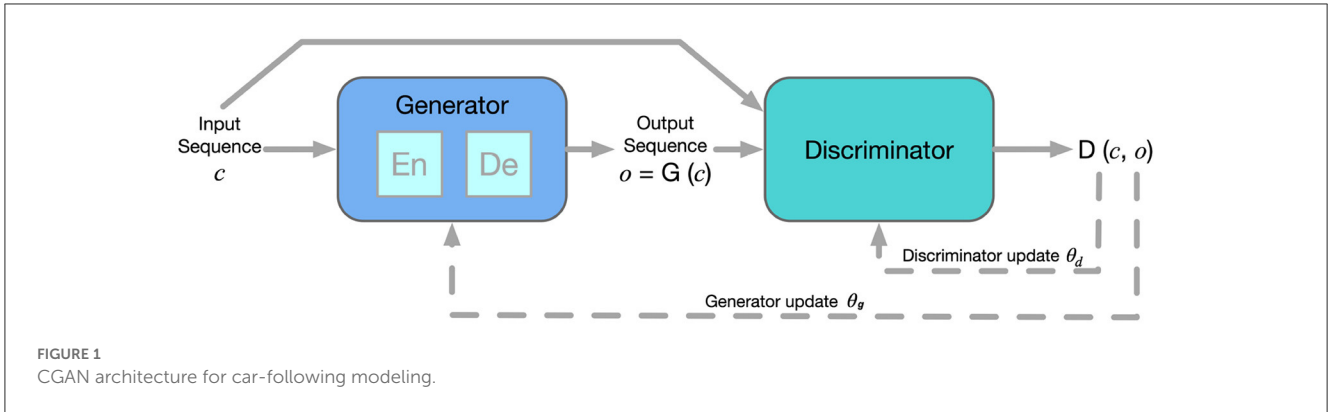 Input
Sequence
c
Generator
En
De
Output
Sequence
o = G (c)
Discriminator
D (c, o)
Discriminator update θd
Generator update θg
FIGURE 1
CGAN architecture for car-following modeling.